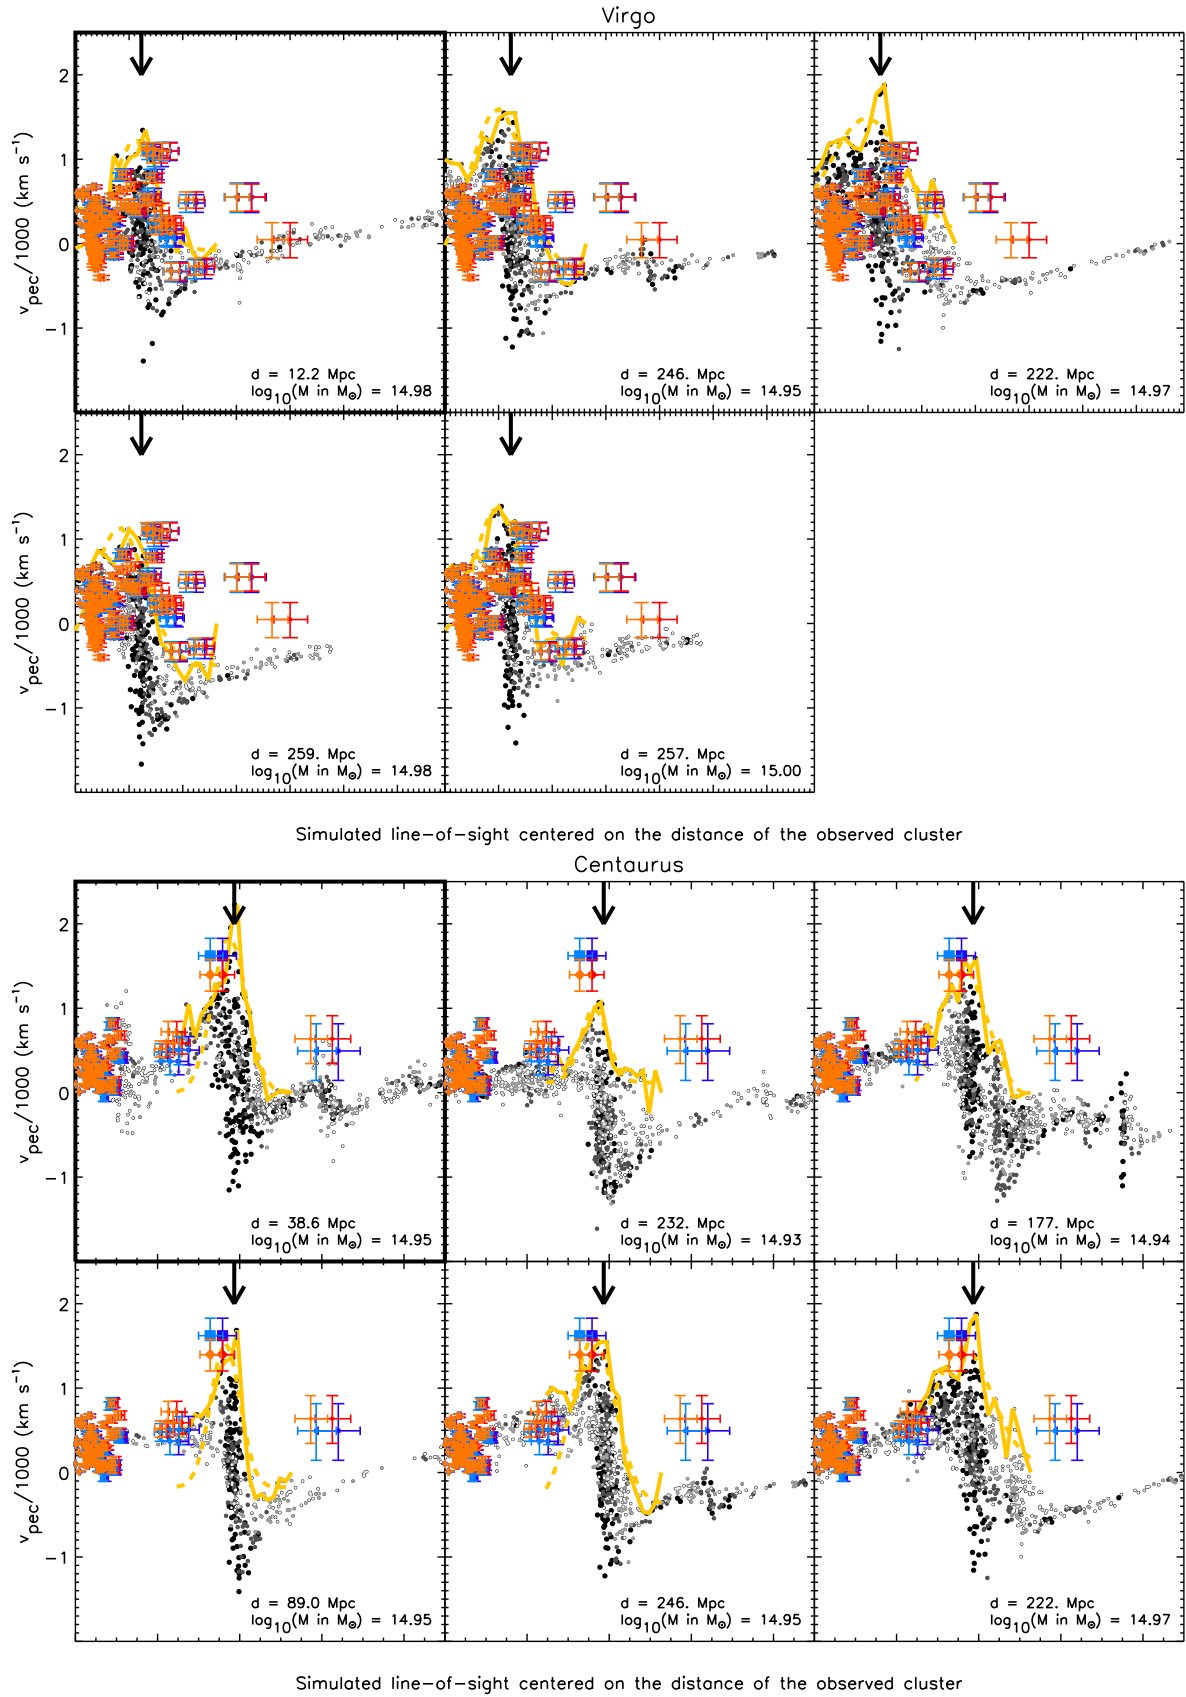 Virgo
2
1
0
−1
v_pec/1000 (km s⁻¹)
d = 12.2 Mpc
log₁₀(M in M⊙) = 14.98
d = 246. Mpc
log₁₀(M in M⊙) = 14.95
d = 222. Mpc
log₁₀(M in M⊙) = 14.97
2
1
0
−1
v_pec/1000 (km s⁻¹)
d = 259. Mpc
log₁₀(M in M⊙) = 14.98
d = 257. Mpc
log₁₀(M in M⊙) = 15.00
Simulated line−of−sight centered on the distance of the observed cluster
Centaurus
2
1
0
−1
v_pec/1000 (km s⁻¹)
d = 38.6 Mpc
log₁₀(M in M⊙) = 14.95
d = 232. Mpc
log₁₀(M in M⊙) = 14.93
d = 177. Mpc
log₁₀(M in M⊙) = 14.94
2
1
0
−1
v_pec/1000 (km s⁻¹)
d = 89.0 Mpc
log₁₀(M in M⊙) = 14.95
d = 246. Mpc
log₁₀(M in M⊙) = 14.95
d = 222. Mpc
log₁₀(M in M⊙) = 14.97
Simulated line−of−sight centered on the distance of the observed cluster